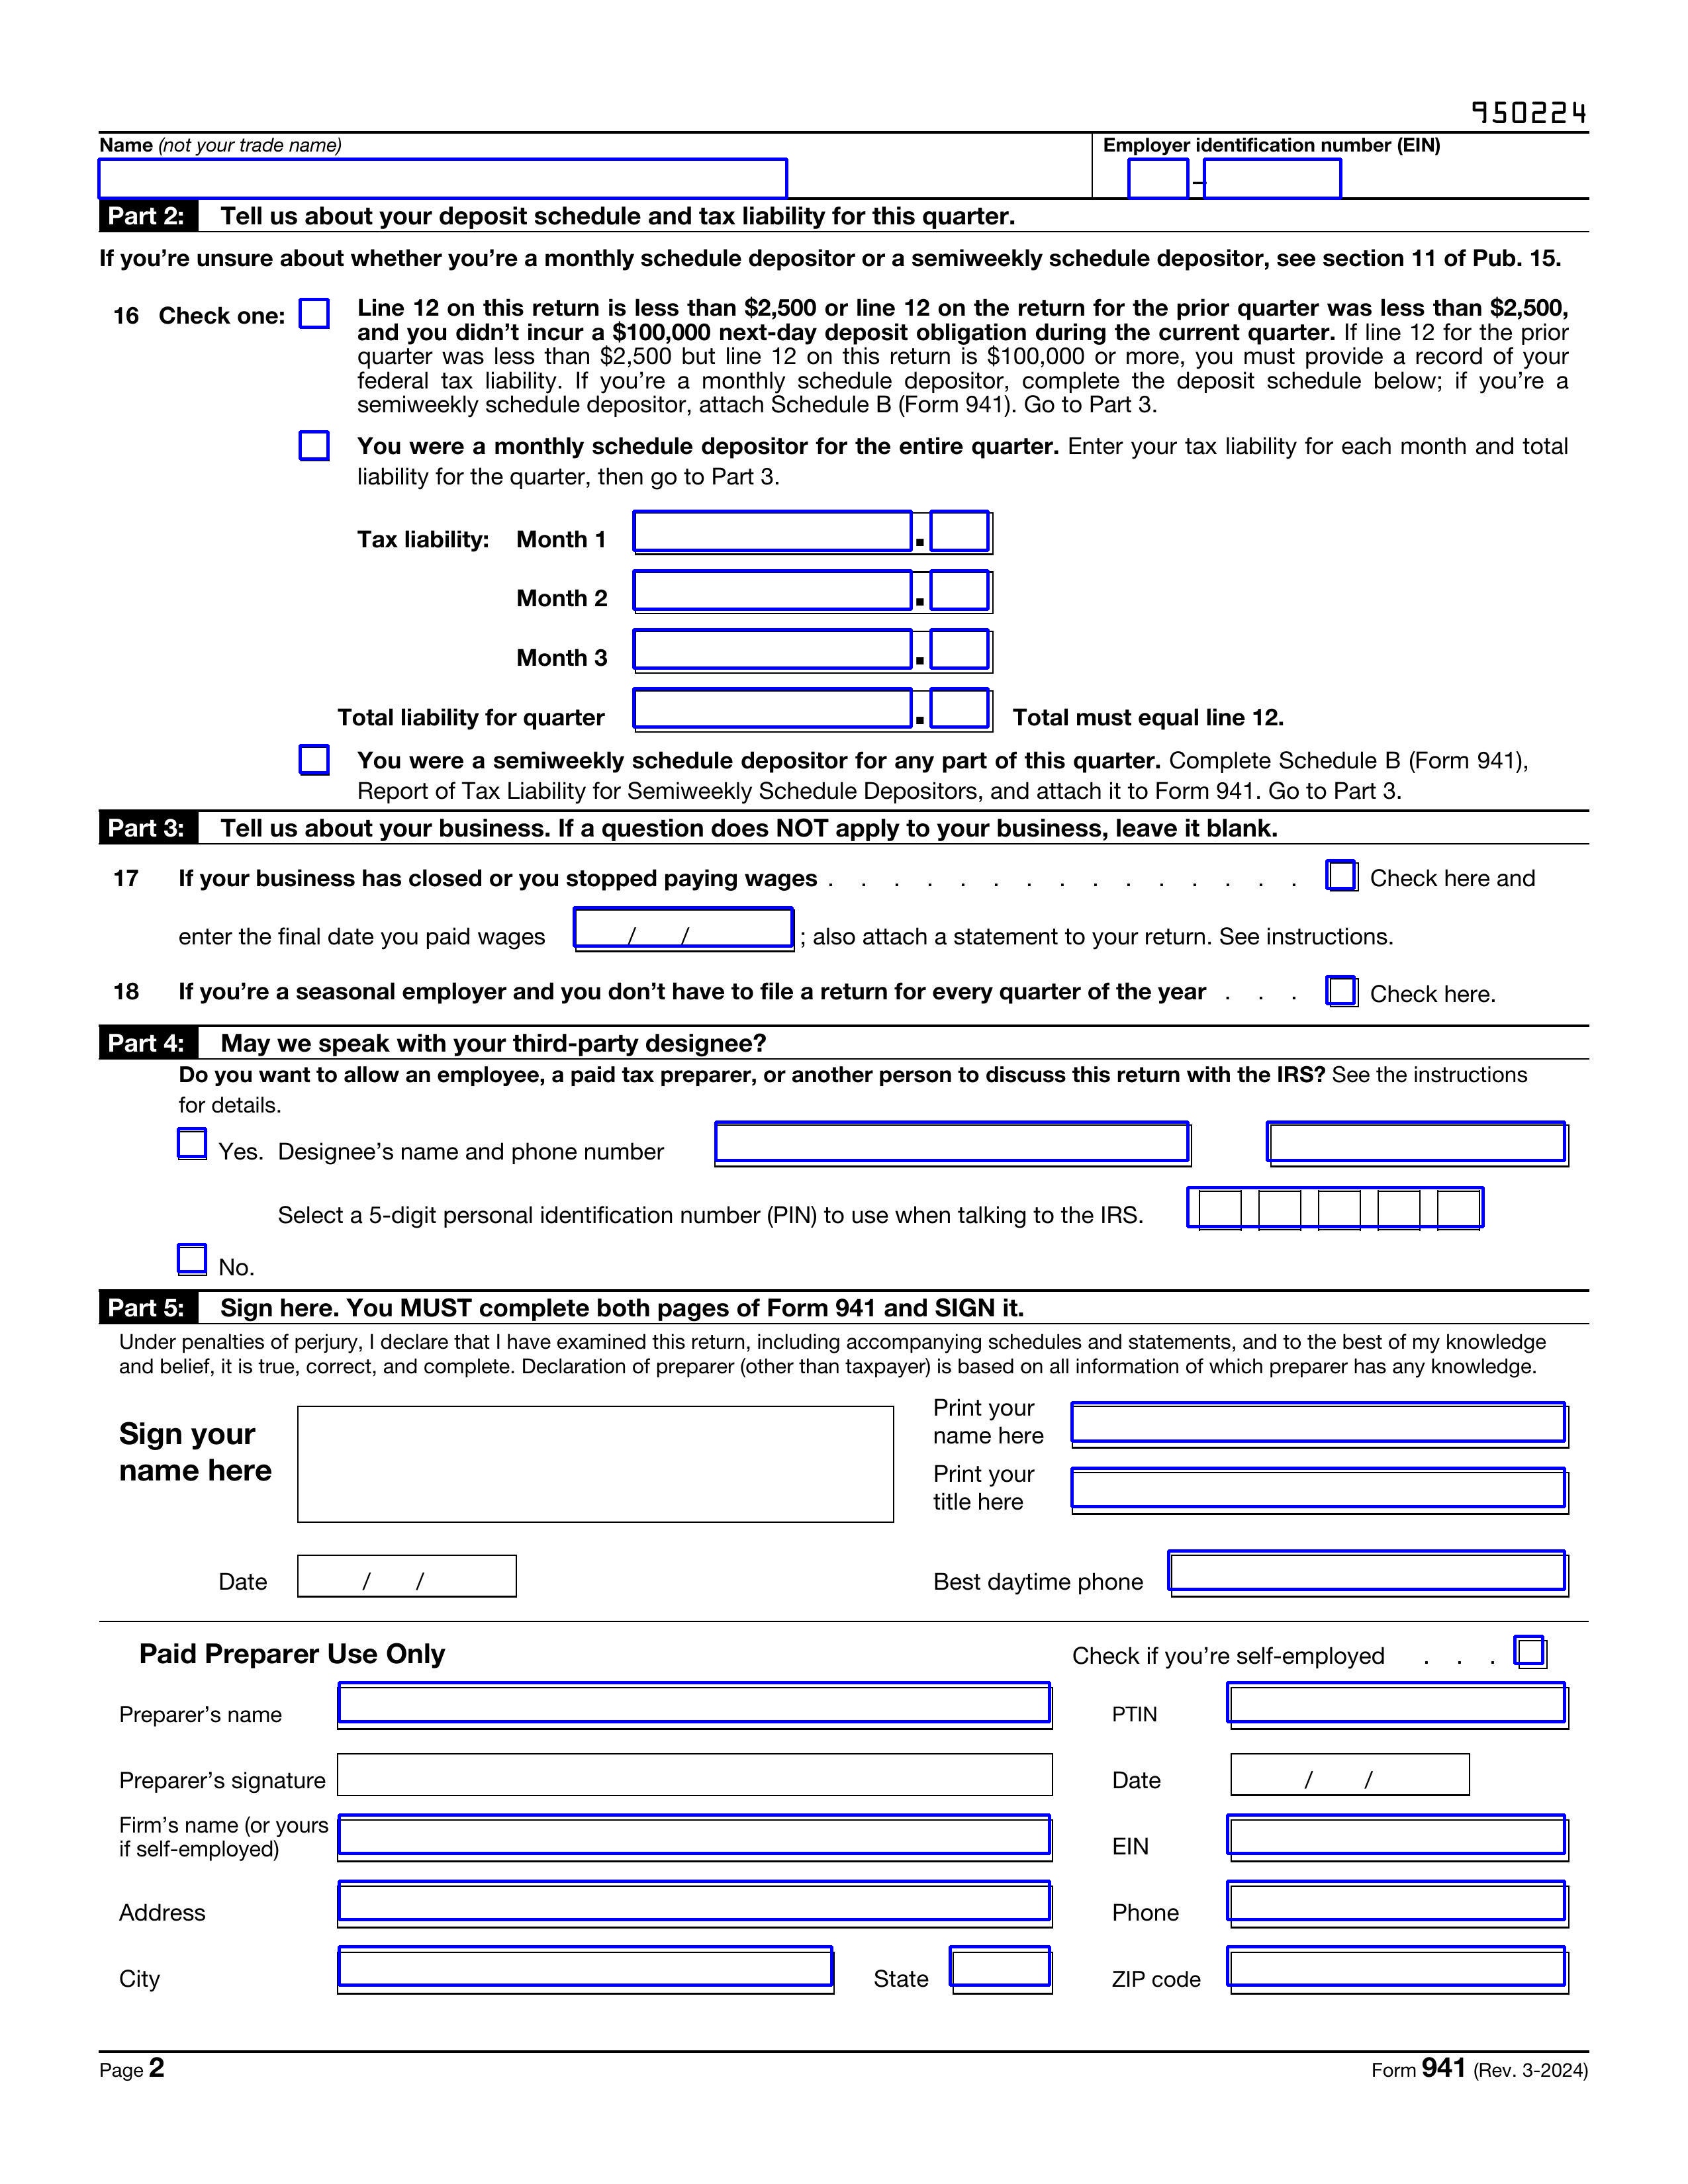 950224
Name (not your trade name)
Employer identification number (EIN)
–
Part 2: Tell us about your deposit schedule and tax liability for this quarter.
If you’re unsure about whether you’re a monthly schedule depositor or a semiweekly schedule depositor, see section 11 of Pub. 15.
16 Check one: Line 12 on this return is less than $2,500 or line 12 on the return for the prior quarter was less than $2,500,
and you didn’t incur a $100,000 next-day deposit obligation during the current quarter. If line 12 for the prior
quarter was less than $2,500 but line 12 on this return is $100,000 or more, you must provide a record of your
federal tax liability. If you’re a monthly schedule depositor, complete the deposit schedule below; if you’re a
semiweekly schedule depositor, attach Schedule B (Form 941). Go to Part 3.
You were a monthly schedule depositor for the entire quarter. Enter your tax liability for each month and total
liability for the quarter, then go to Part 3.
Tax liability: Month 1 .
Month 2 .
Month 3 .
Total liability for quarter . Total must equal line 12.
You were a semiweekly schedule depositor for any part of this quarter. Complete Schedule B (Form 941),
Report of Tax Liability for Semiweekly Schedule Depositors, and attach it to Form 941. Go to Part 3.
Part 3: Tell us about your business. If a question does NOT apply to your business, leave it blank.
17 If your business has closed or you stopped paying wages . . . . . . . . . . . . . . . Check here and
enter the final date you paid wages / / ; also attach a statement to your return. See instructions.
18 If you’re a seasonal employer and you don’t have to file a return for every quarter of the year . . . Check here.
Part 4: May we speak with your third-party designee?
Do you want to allow an employee, a paid tax preparer, or another person to discuss this return with the IRS? See the instructions
for details.
Yes. Designee’s name and phone number
Select a 5-digit personal identification number (PIN) to use when talking to the IRS.
No.
Part 5: Sign here. You MUST complete both pages of Form 941 and SIGN it.
Under penalties of perjury, I declare that I have examined this return, including accompanying schedules and statements, and to the best of my knowledge
and belief, it is true, correct, and complete. Declaration of preparer (other than taxpayer) is based on all information of which preparer has any knowledge.
Sign your
name here
Print your
name here
Print your
title here
Date / /
Best daytime phone
Paid Preparer Use Only
Check if you’re self-employed . . .
Preparer’s name
PTIN
Preparer’s signature
Date / /
Firm’s name (or yours
if self-employed)
EIN
Address
Phone
City
State
ZIP code
Page 2
Form 941 (Rev. 3-2024)